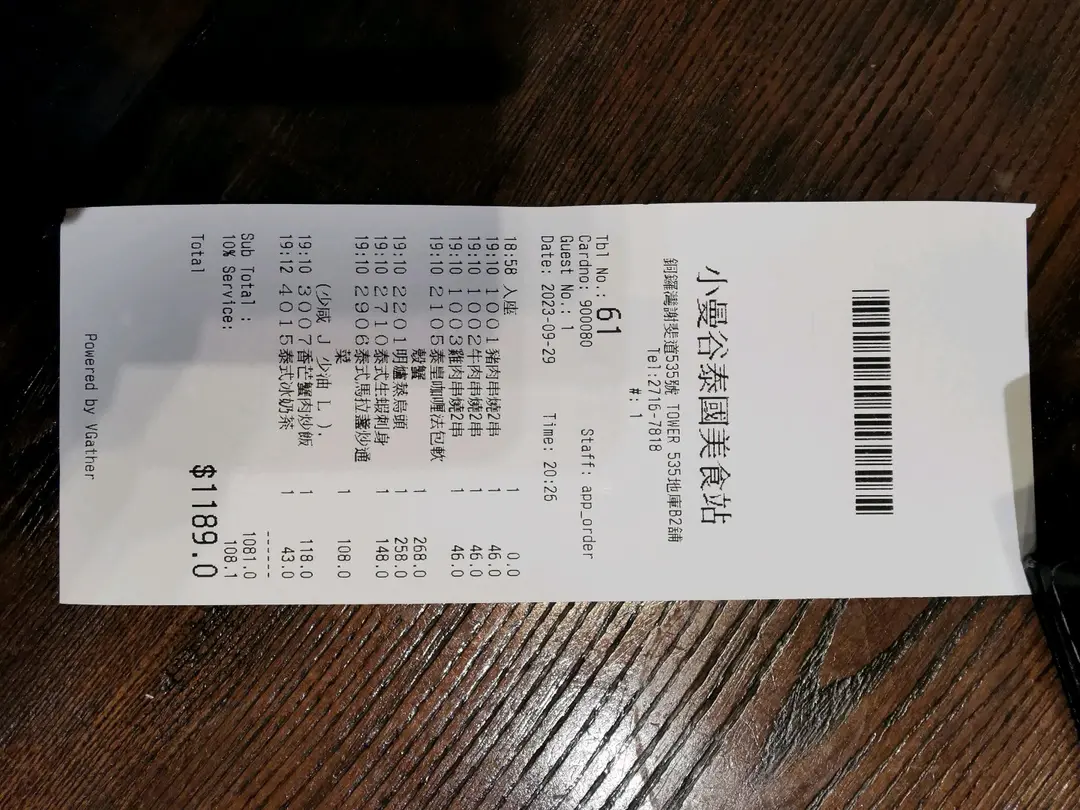 小曼谷泰國美食站
銅鑼灣謝斐道535號 TOWER 535地庫B2舖
Tel:2716-7818
#: 1
Tbl No.: 61
Cardno: 900080 Staff: app_order
Guest No.: 1
Date: 2023-09-29 Time: 20:26
18:58 入座 1 0.0
19:10 1001豬肉串燒2串 1 46.0
19:10 1002牛肉串燒2串 1 46.0
19:10 1003雞肉串燒2串 1 46.0
19:10 2105泰皇咖喱法包軟
殼蟹 1 268.0
19:10 2201明爐蒸烏頭 1 258.0
19:10 2710泰式生蝦刺身 1 148.0
19:10 2906泰式馬拉盞炒通
菜 1 108.0
(少咸 J 少油 L ).
19:10 3007香芒蟹肉炒飯 1 118.0
19:12 4015泰式冰奶茶 1 43.0
------
Sub Total : 1081.0
10% Service: 108.1
Total $1189.0
Powered by VGather